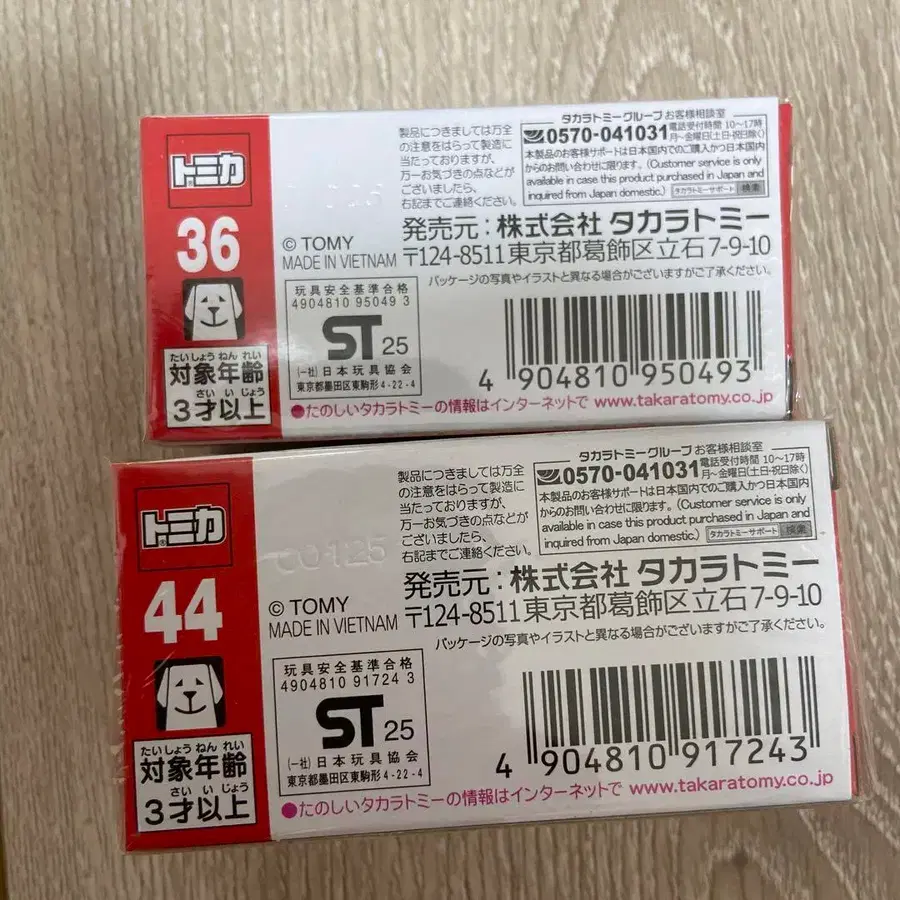 トミカ
36
たいしょうねんれい
対象年齢
さいいじょう
3才以上
製品につきましては万全
の注意をはらって製造に
当たっておりますが、
万一お気づきの点などが
ございましたら、
右記までご連絡ください。
タカラトミーグループ お客様相談室
0570-041031 電話受付時間 10〜17時
月〜金曜日(土・日・祝日除く)
本製品のお客様サポートは日本国内でのご購入かつ日本国内
からのお問い合わせに限ります。(Customer service is only
available in case this product purchased in Japan and
inquired from Japan domestic.) タカラトミーサポート 検索
© TOMY
MADE IN VIETNAM
発売元:株式会社 タカラトミー
〒124-8511東京都葛飾区立石7-9-10
パッケージの写真やイラストと異なる場合がございますがご了承ください。
玩具安全基準合格
4904810 95049 3
ST 25
(一社)日本玩具協会
東京都墨田区東駒形4-22-4
4 904810 950493
●たのしいタカラトミーの情報はインターネットで www.takaratomy.co.jp
トミカ
44
たいしょうねんれい
対象年齢
さいいじょう
3才以上
製品につきましては万全
の注意をはらって製造に
当たっておりますが、
万一お気づきの点などが
ございましたら、
右記までご連絡ください。
タカラトミーグループ お客様相談室
0570-041031 電話受付時間 10〜17時
月〜金曜日(土・日・祝日除く)
本製品のお客様サポートは日本国内でのご購入かつ日本国内
からのお問い合わせに限ります。(Customer service is only
available in case this product purchased in Japan and
inquired from Japan domestic.) タカラトミーサポート 検索
© TOMY
MADE IN VIETNAM
発売元:株式会社 タカラトミー
〒124-8511東京都葛飾区立石7-9-10
パッケージの写真やイラストと異なる場合がございますがご了承ください。
玩具安全基準合格
4904810 91724 3
ST 25
(一社)日本玩具協会
東京都墨田区東駒形4-22-4
4 904810 917243
●たのしいタカラトミーの情報はインターネットで www.takaratomy.co.jp